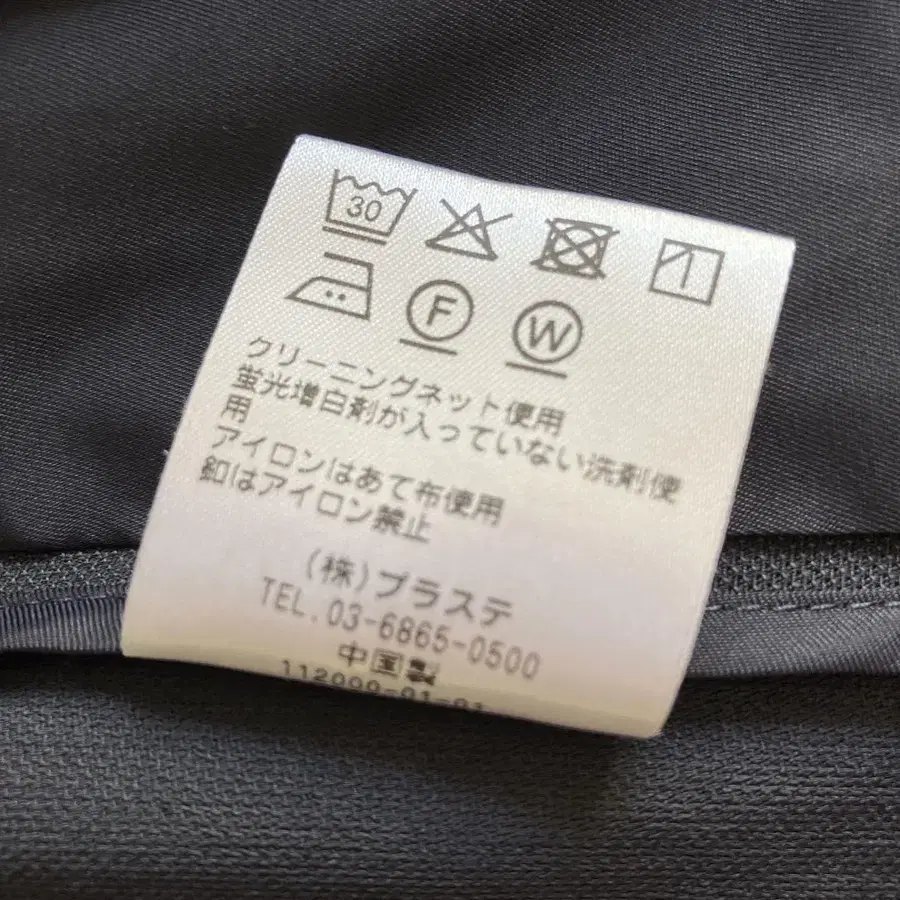 30
F W
クリーニングネット使用
蛍光増白剤が入っていない洗剤使
用
アイロンはあて布使用
釦はアイロン禁止
(株)プラステ
TEL.03-6865-0500
中国製
112000-01-01